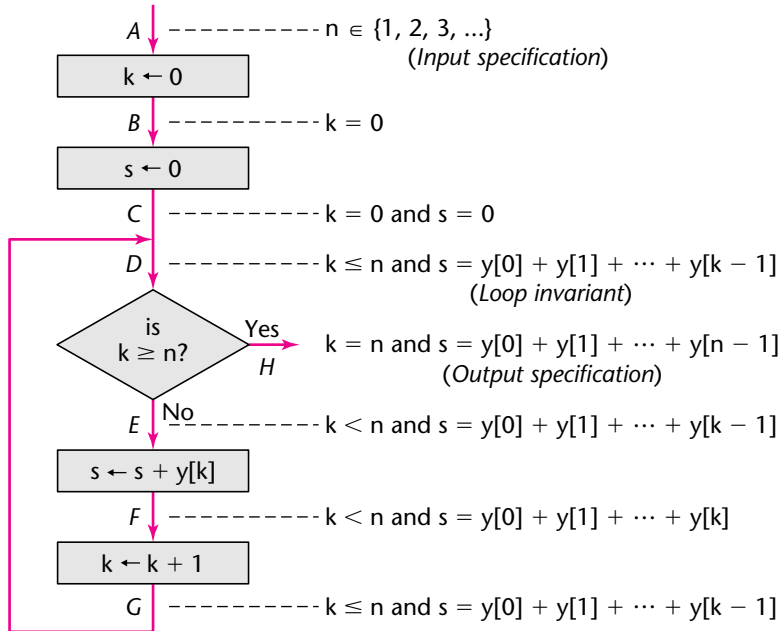 A
n ∈ {1, 2, 3, ...}
(Input specification)
k ← 0
B
k = 0
s ← 0
C
k = 0 and s = 0
D
k ≤ n and s = y[0] + y[1] + ⋯ + y[k − 1]
(Loop invariant)
is
k ≥ n?
Yes
H
k = n and s = y[0] + y[1] + ⋯ + y[n − 1]
(Output specification)
No
E
k < n and s = y[0] + y[1] + ⋯ + y[k − 1]
s ← s + y[k]
F
k < n and s = y[0] + y[1] + ⋯ + y[k]
k ← k + 1
G
k ≤ n and s = y[0] + y[1] + ⋯ + y[k − 1]